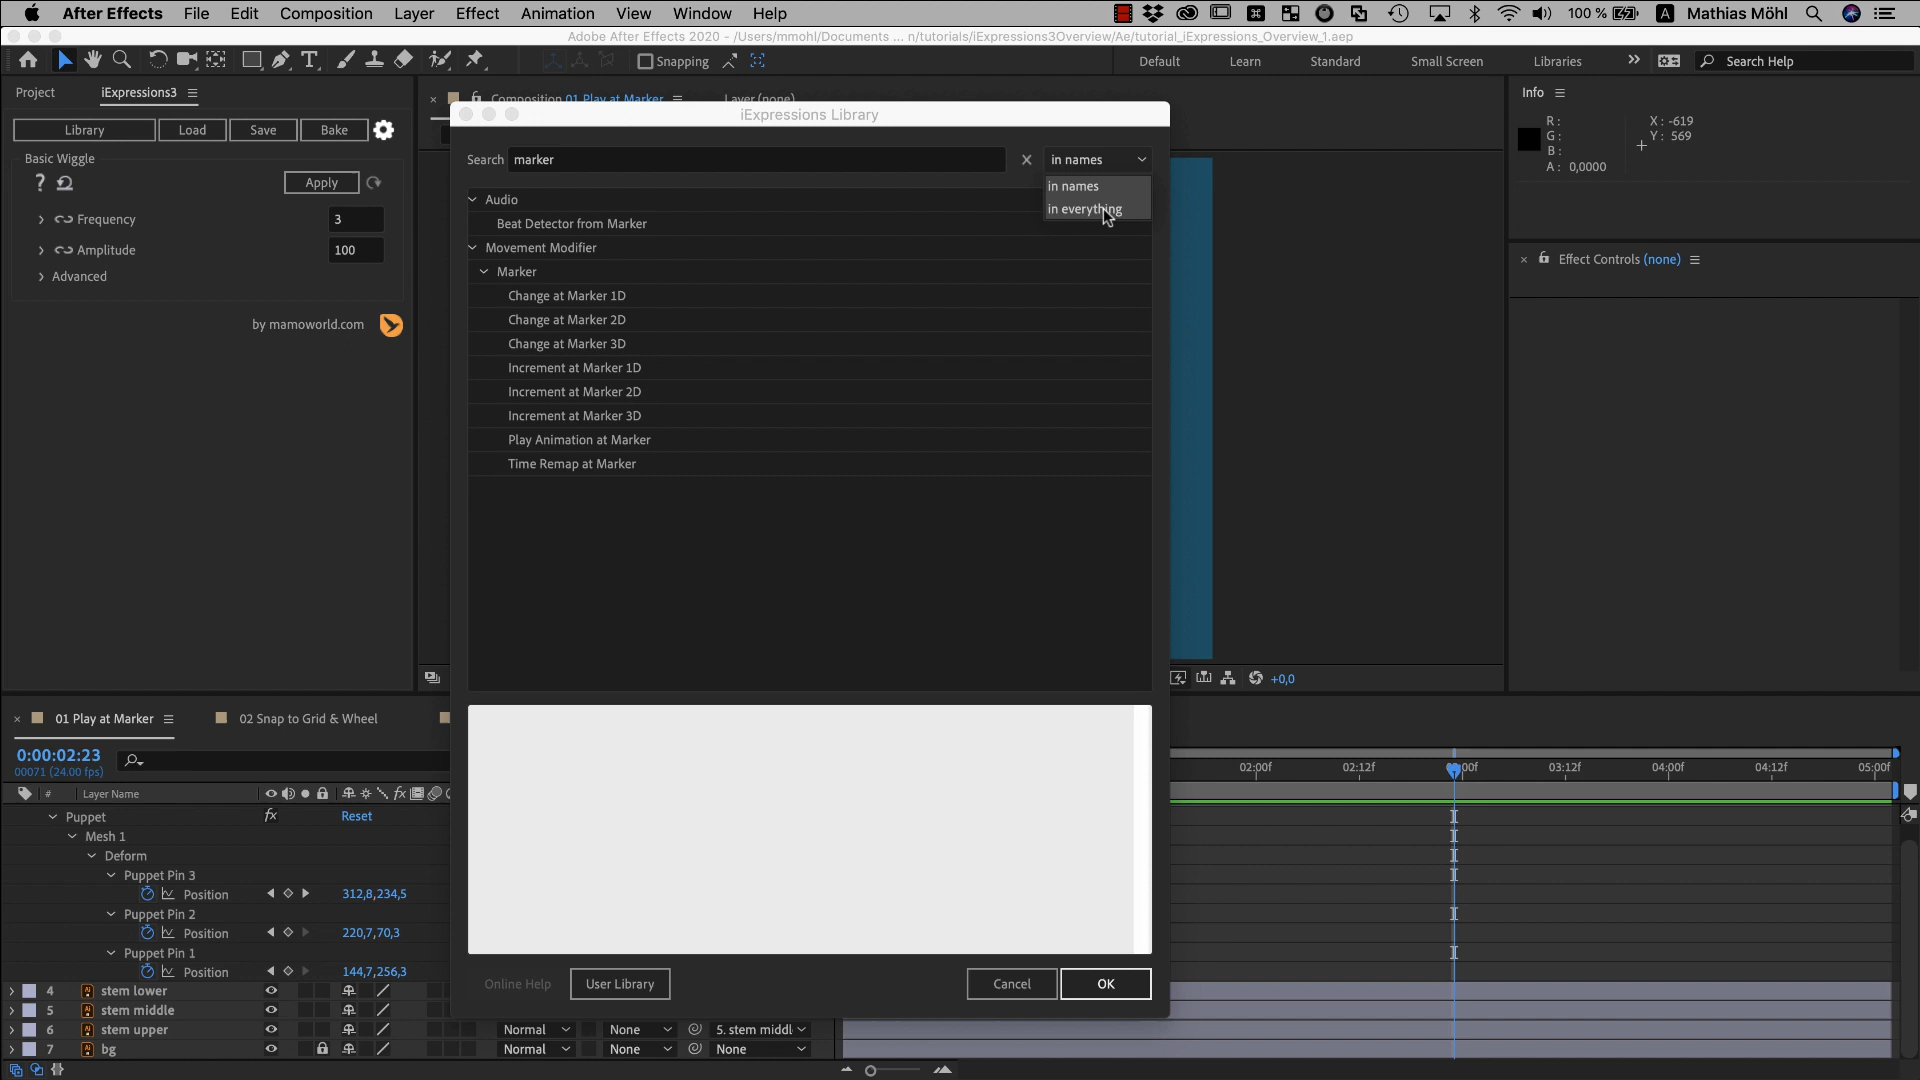 After Effects File Edit Composition Layer Effect Animation View Window Help 100 % A Mathias Möhl
Adobe After Effects 2020 - /Users/mmohl/Documents ... n/tutorials/iExpressions3Overview/Ae/tutorial_iExpressions_Overview_1.aep
Snapping Default Learn Standard Small Screen Libraries Search Help
Project iExpressions3
Library Load Save Bake
Basic Wiggle
? Apply
Frequency 3
Amplitude 100
Advanced
by mamoworld.com
Composition 01 Play at Marker Layer (none)
iExpressions Library
Search marker in names
in names
in everything
Audio
Beat Detector from Marker
Movement Modifier
Marker
Change at Marker 1D
Change at Marker 2D
Change at Marker 3D
Increment at Marker 1D
Increment at Marker 2D
Increment at Marker 3D
Play Animation at Marker
Time Remap at Marker
Online Help User Library Cancel OK
Info
R: X: -619
G: Y: 569
B:
A: 0,0000
Effect Controls (none)
+0,0
01 Play at Marker 02 Snap to Grid & Wheel
0:00:02:23
00071 (24.00 fps)
02:00f 02:12f 03:12f 04:00f 04:12f 05:00f
# Layer Name
Puppet fx Reset
Mesh 1
Deform
Puppet Pin 3
Position 312,8,234,5
Puppet Pin 2
Position 220,7,70,3
Puppet Pin 1
Position 144,7,256,3
4 stem lower
5 stem middle
6 stem upper Normal None 5. stem middl
7 bg Normal None None